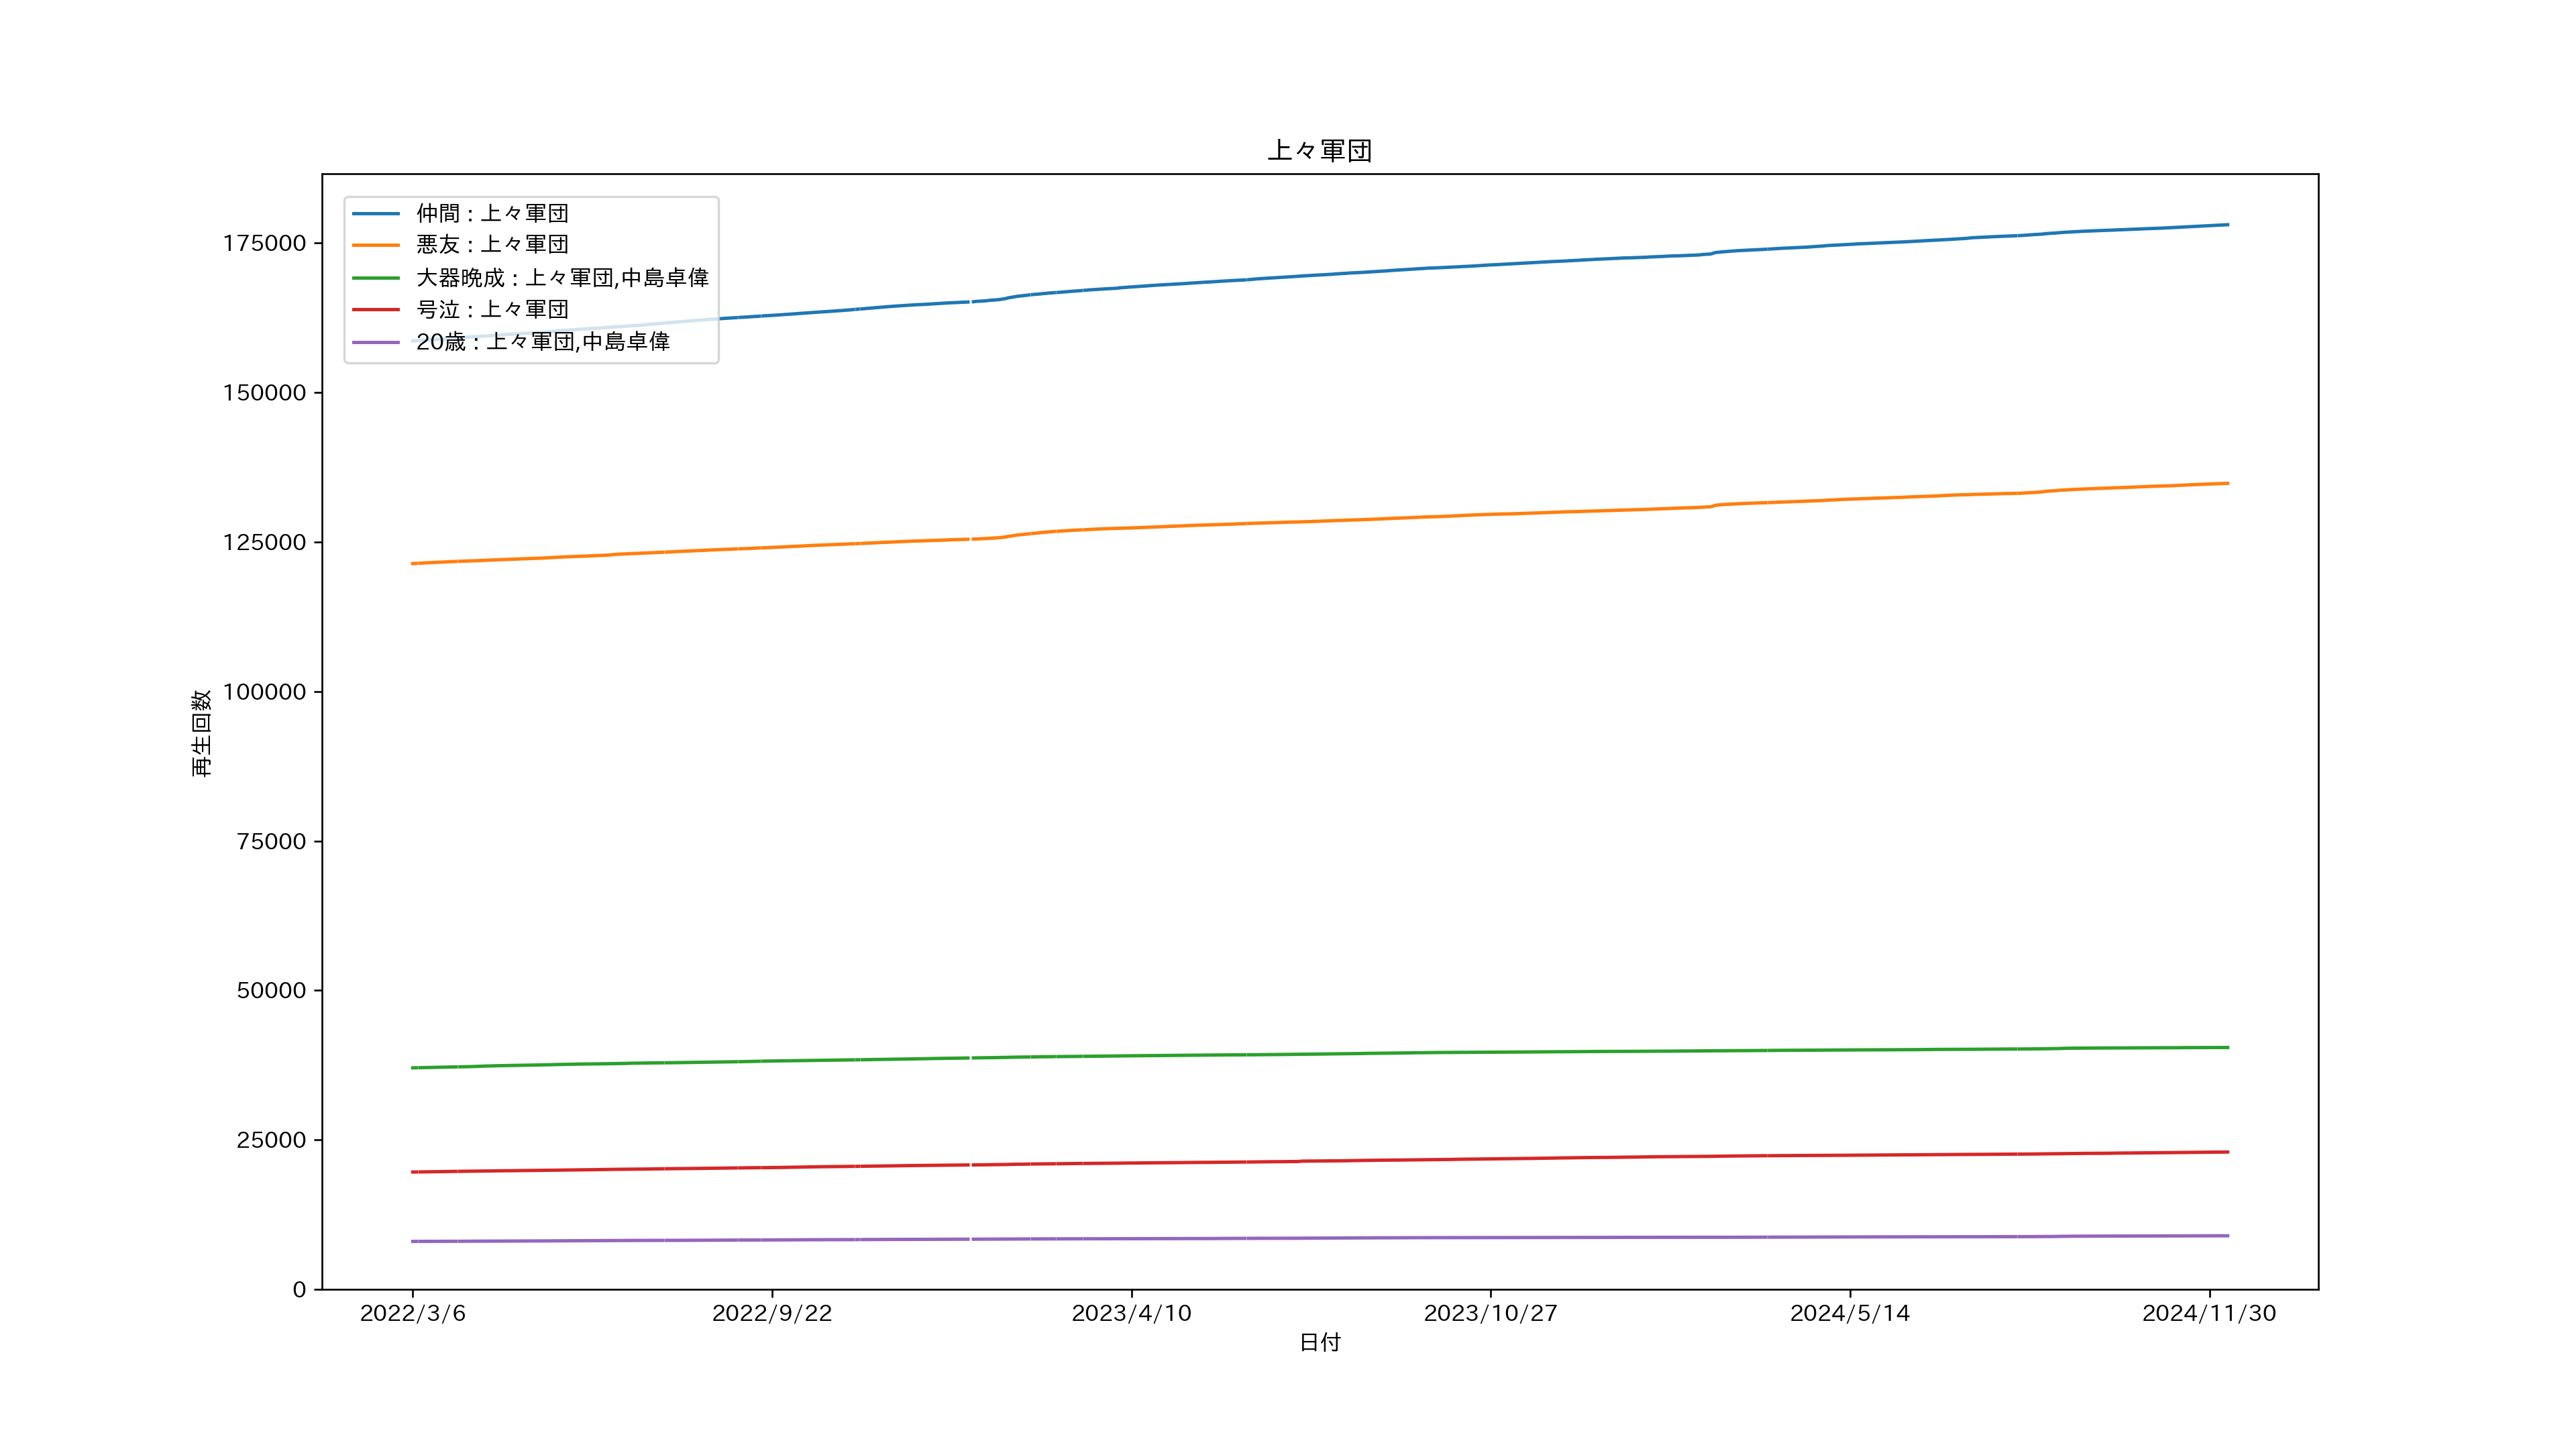 上々軍団
仲間 : 上々軍団
悪友 : 上々軍団
大器晩成 : 上々軍団,中島卓偉
号泣 : 上々軍団
20歳 : 上々軍団,中島卓偉
175000
150000
125000
100000
75000
50000
25000
0
再生回数
2022/3/6
2022/9/22
2023/4/10
2023/10/27
2024/5/14
2024/11/30
日付